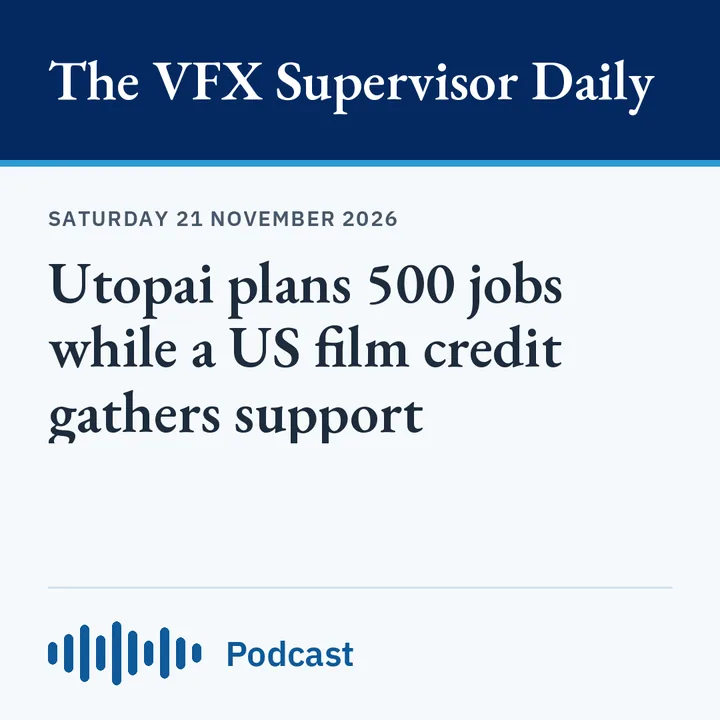 The VFX Supervisor Daily
SATURDAY 21 NOVEMBER 2026
Utopai plans 500 jobs
while a US film credit
gathers support
Podcast